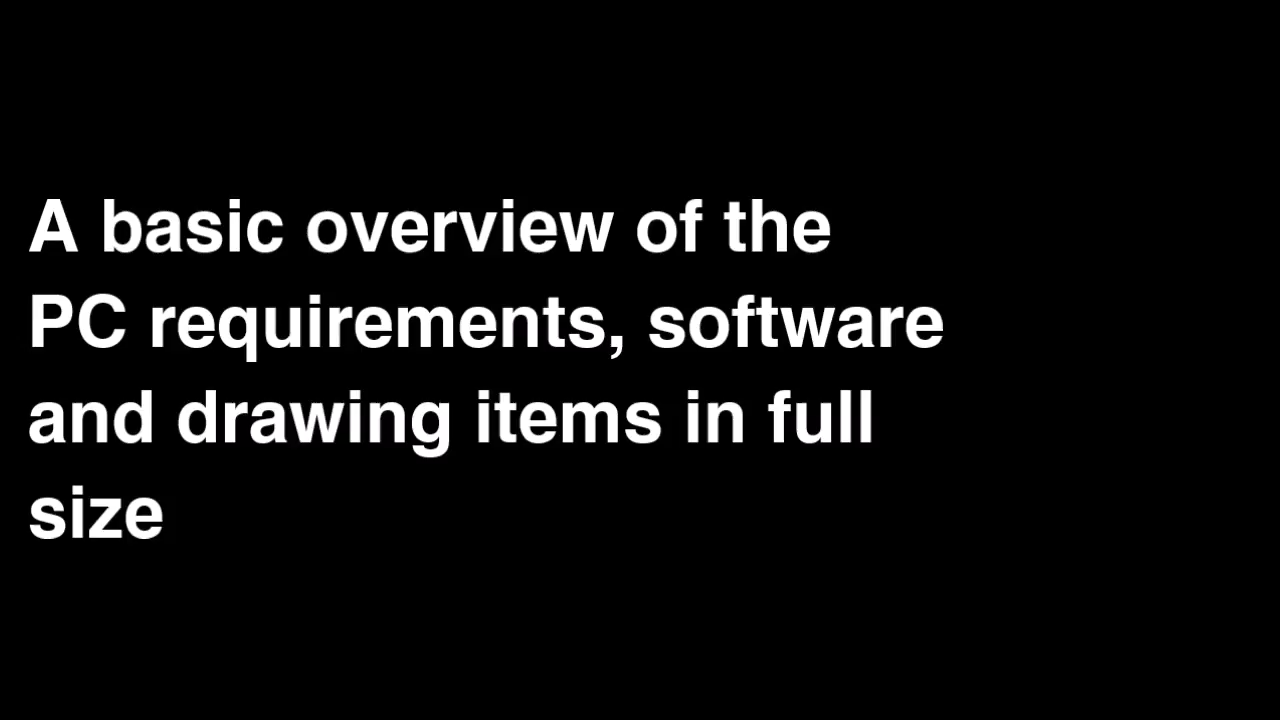 A basic overview of the
PC requirements, software
and drawing items in full
size